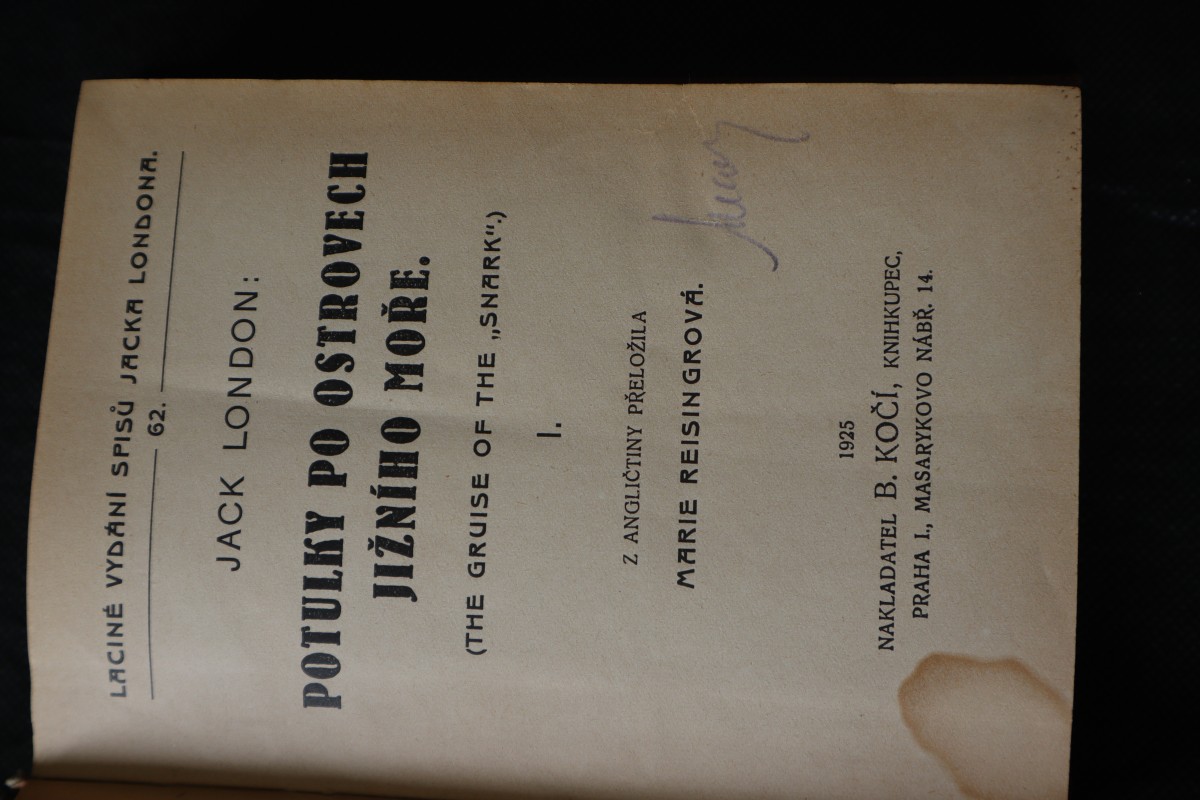 LACINÉ VYDÁNÍ SPISŮ JACKA LONDONA.
62.
JACK LONDON:
POTULKY PO OSTROVECH
JIŽNÍHO MOŘE.
(THE GRUISE OF THE „SNARK“.)
I.
Z ANGLIČTINY PŘELOŽILA
MARIE REISINGROVÁ.
1925
NAKLADATEL B. KOČÍ, KNIHKUPEC,
PRAHA I., MASARYKOVO NÁBŘ. 14.